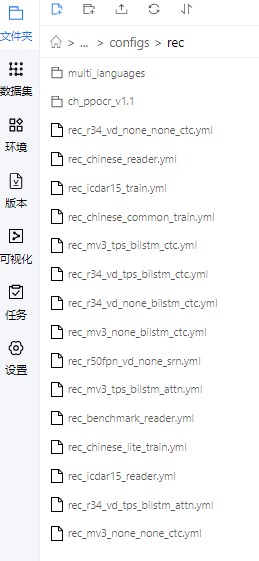 文件夹
数据集
环境
版本
可视化
任务
设置
> ... > configs > rec
multi_languages
ch_ppocr_v1.1
rec_r34_vd_none_none_ctc.yml
rec_chinese_reader.yml
rec_icdar15_train.yml
rec_chinese_common_train.yml
rec_mv3_tps_bilstm_ctc.yml
rec_r34_vd_tps_bilstm_ctc.yml
rec_r34_vd_none_bilstm_ctc.yml
rec_mv3_none_bilstm_ctc.yml
rec_r50fpn_vd_none_srn.yml
rec_mv3_tps_bilstm_attn.yml
rec_benchmark_reader.yml
rec_chinese_lite_train.yml
rec_icdar15_reader.yml
rec_r34_vd_tps_bilstm_attn.yml
rec_mv3_none_none_ctc.yml